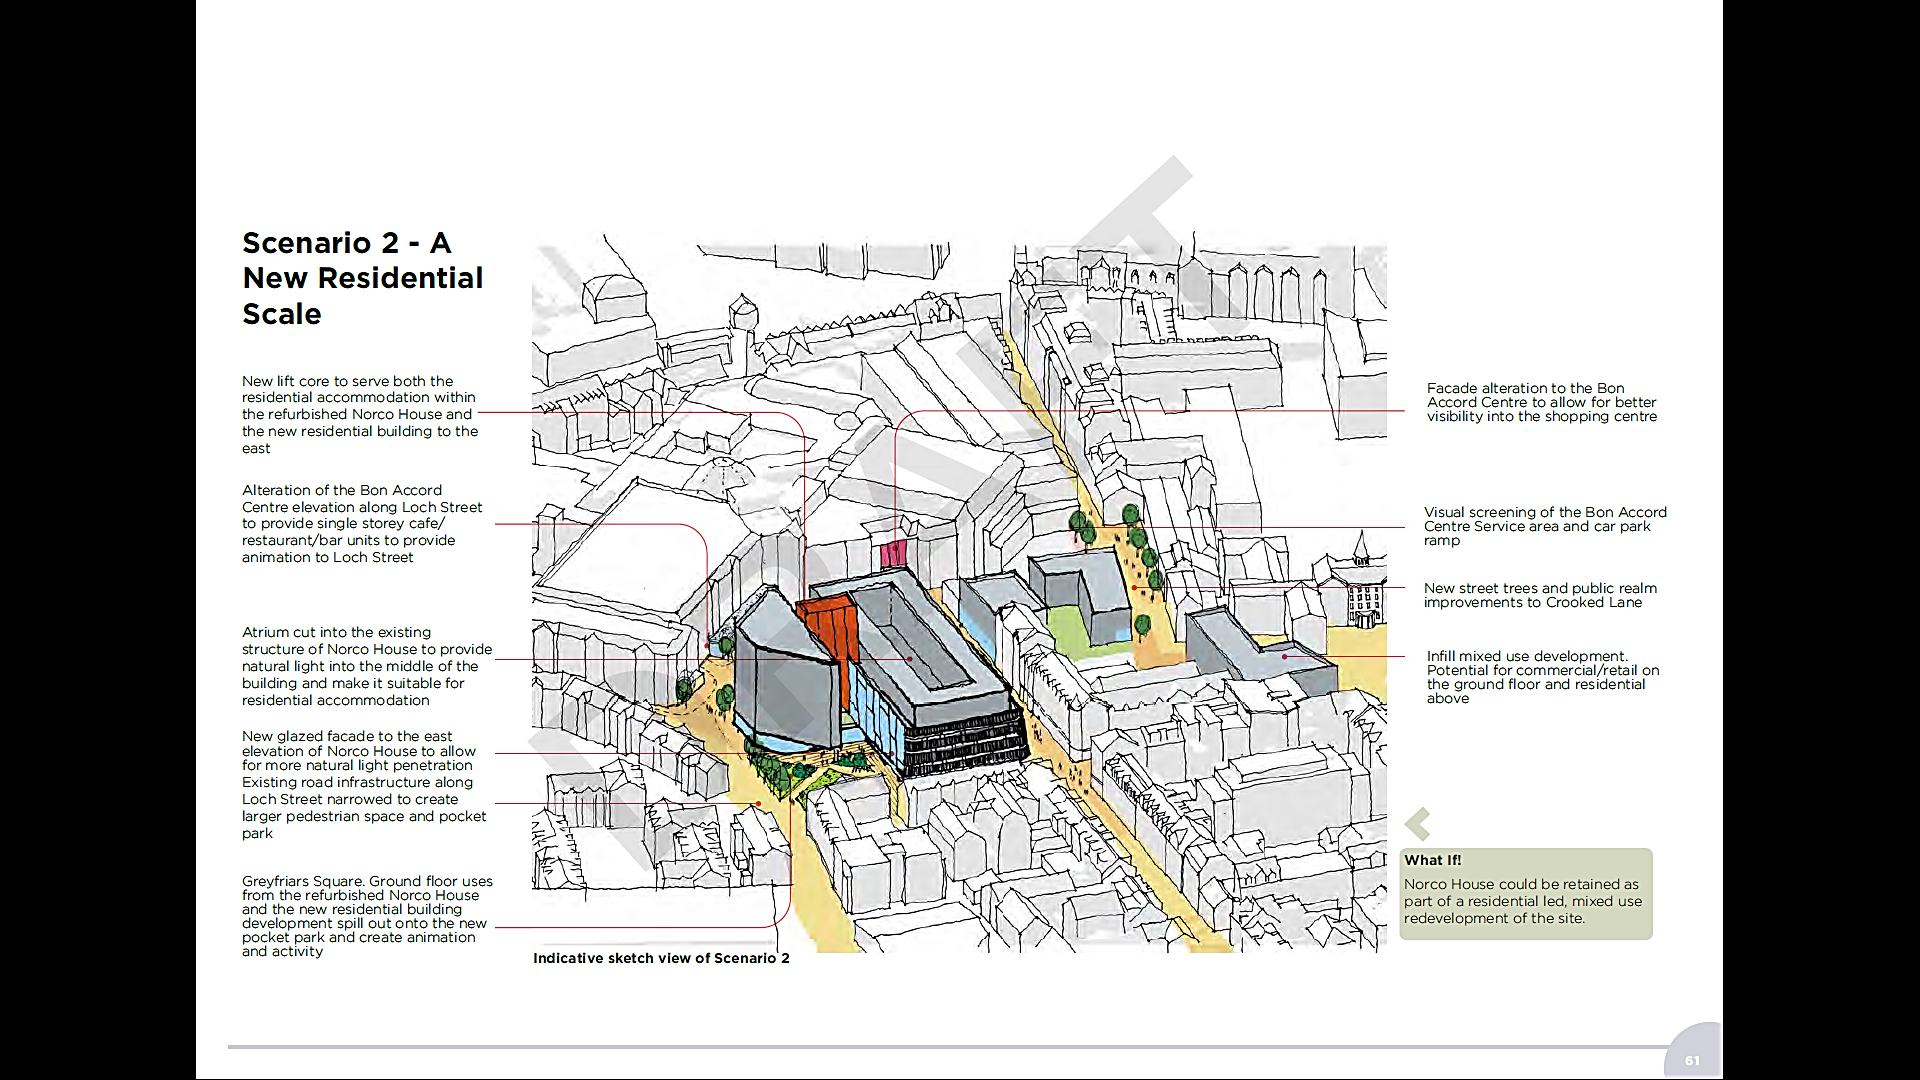 Scenario 2 - A
New Residential
Scale
New lift core to serve both the
residential accommodation within
the refurbished Norco House and
the new residential building to the
east
Alteration of the Bon Accord
Centre elevation along Loch Street
to provide single storey cafe/
restaurant/bar units to provide
animation to Loch Street
Atrium cut into the existing
structure of Norco House to provide
natural light into the middle of the
building and make it suitable for
residential accommodation
New glazed facade to the east
elevation of Norco House to allow
for more natural light penetration
Existing road infrastructure along
Loch Street narrowed to create
larger pedestrian space and pocket
park
Greyfriars Square. Ground floor uses
from the refurbished Norco House
and the new residential building
development spill out onto the new
pocket park and create animation
and activity
DRAFT
Indicative sketch view of Scenario 2
Facade alteration to the Bon
Accord Centre to allow for better
visibility into the shopping centre
Visual screening of the Bon Accord
Centre Service area and car park
ramp
New street trees and public realm
improvements to Crooked Lane
Infill mixed use development.
Potential for commercial/retail on
the ground floor and residential
above
What If!
Norco House could be retained as
part of a residential led, mixed use
redevelopment of the site.
61